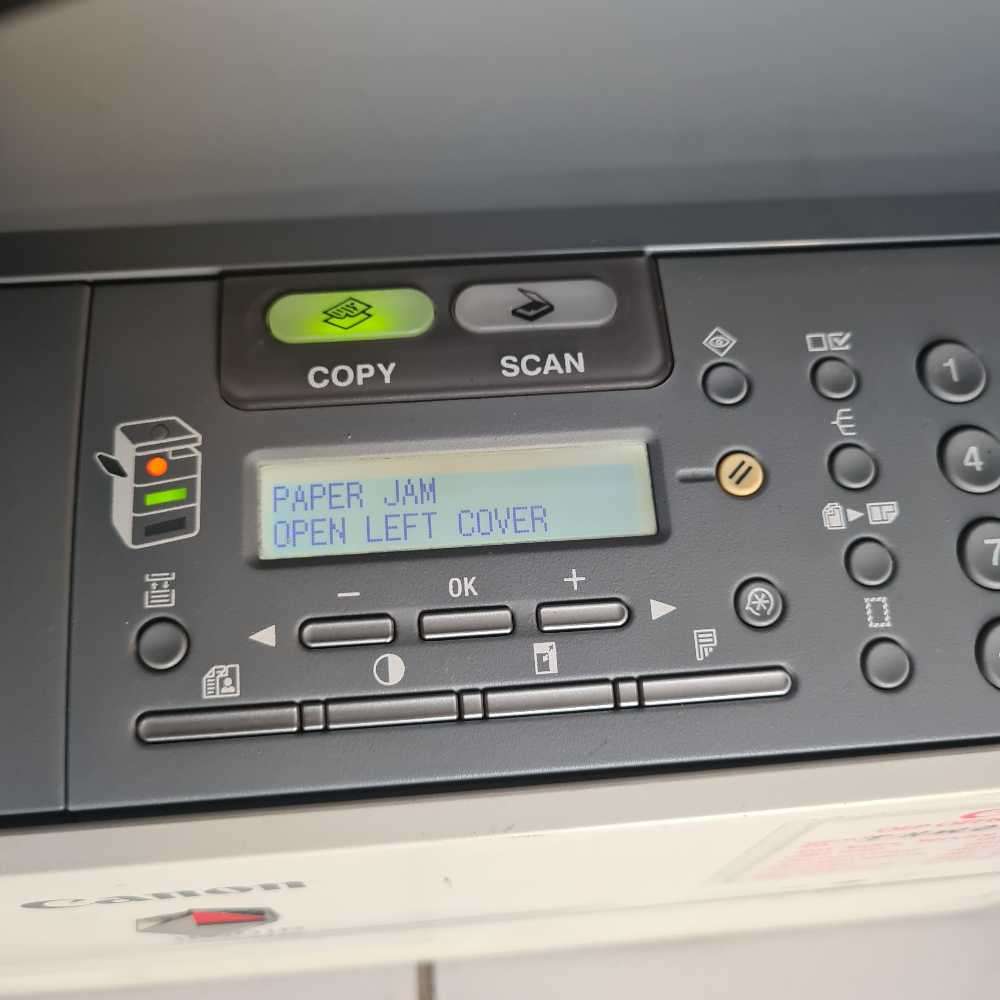 COPY
SCAN
PAPER JAM
OPEN LEFT COVER
− OK +
1
4
7
Canon